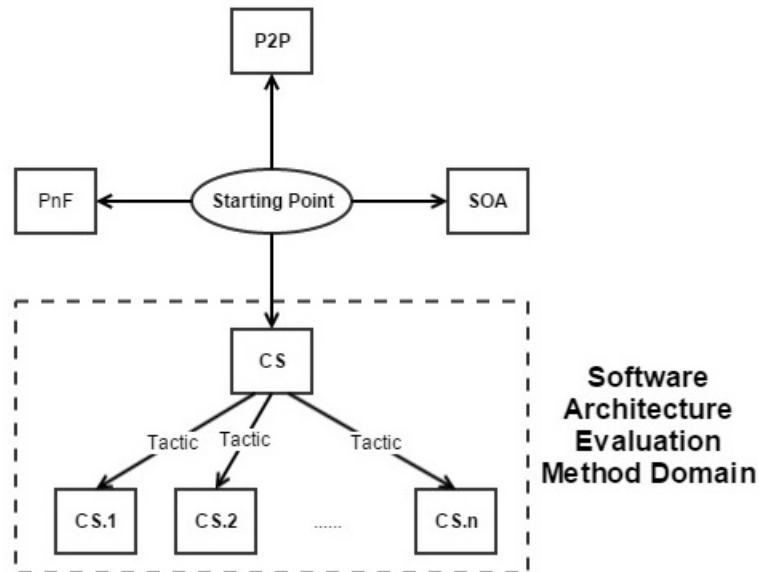 P2P
PnF
Starting Point
SOA
CS
Software
Architecture
Evaluation
Method Domain
Tactic
Tactic
Tactic
CS.1
CS.2
......
CS.n